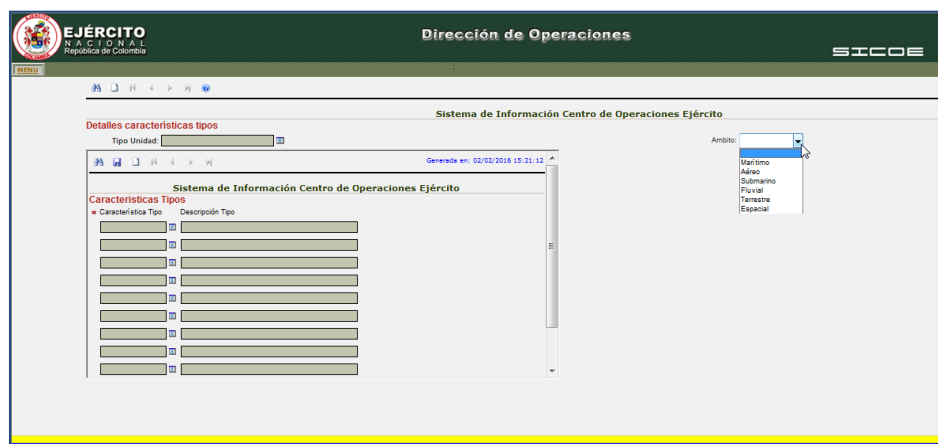 EJÉRCITO
NACIONAL
República de Colombia
Dirección de Operaciones
SICOE
MENU
Sistema de Información Centro de Operaciones Ejército
Detalles características tipos
Tipo Unidad:
Ambito:
Marítimo
Aéreo
Submarino
Fluvial
Terrestre
Espacial
Generada en: 02/02/2016 15:21:12
Sistema de Información Centro de Operaciones Ejército
Caracteristicas Tipos
Característica Tipo Descripción Tipo